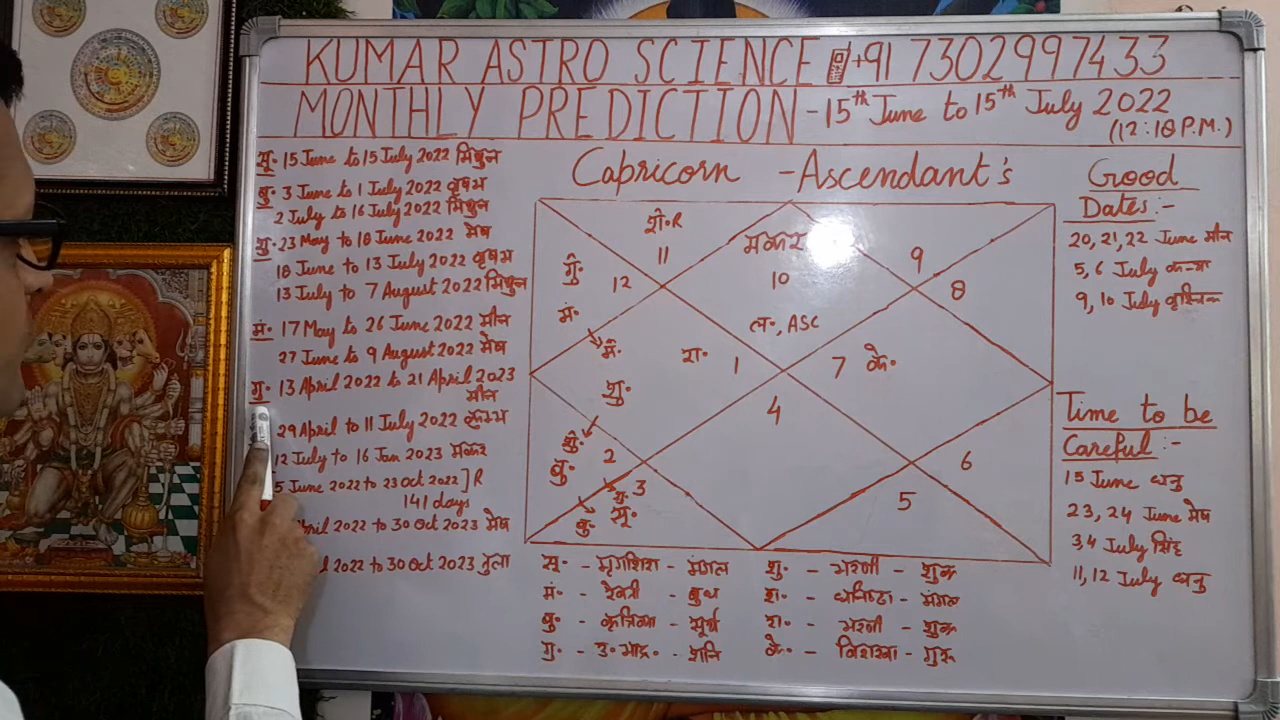 KUMAR ASTRO SCIENCE +91 7302997433
MONTHLY PREDICTION - 15th June to 15th July 2022
(12:18 P.M.)
सू॰ 15 June to 15 July 2022 मिथुन
बु॰ 3 June to 1 July 2022 वृषभ
2 July to 16 July 2022 मिथुन
शु॰ 23 May to 18 June 2022 मेष
18 June to 13 July 2022 वृषभ
13 July to 7 August 2022 मिथुन
मं॰ 17 May to 26 June 2022 मीन
27 June to 9 August 2022 मेष
गु॰ 13 April 2022 to 21 April 2023
मीन
29 April to 11 July 2022 कुम्भ
12 July to 16 Jan 2023 मकर
5 June 2022 to 23 Oct 2022] R
141 days
April 2022 to 30 Oct 2023 मेष
2022 to 30 Oct 2023 तुला
Capricorn - Ascendant's
श॰ R
11
मकर
10
ल॰, ASC
9
8
गु॰
12
मं॰
मं॰
रा॰ 1
7 के॰
शु॰
4
शु॰
बु॰
2
6
3
शु॰
सू॰
बु॰
5
सू॰ - मृगशिरा - मंगल
मं॰ - रेवती - बुध
बु॰ - कृत्तिका - सूर्य
गु॰ - उ॰भाद्र॰ - शनि
शु॰ - भरणी - शुक्र
श॰ - धनिष्ठा - मंगल
रा॰ - भरणी - शुक्र
के॰ - विशाखा - गुरू
Good
Dates:-
20, 21, 22 June मीन
5, 6 July कन्या
9, 10 July वृश्चिक
Time to be
Careful:-
15 June धनु
23, 24 June मेष
3, 4 July सिंह
11, 12 July धनु